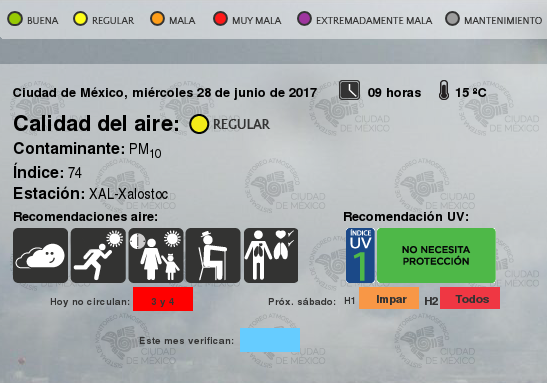 BUENA REGULAR MALA MUY MALA EXTREMADAMENTE MALA MANTENIMIENTO
Ciudad de México, miércoles 28 de junio de 2017 09 horas 15 ºC
Calidad del aire: REGULAR
Contaminante: PM10
Índice: 74
Estación: XAL-Xalostoc
Recomendaciones aire: Recomendación UV:
ÍNDICE
UV
1
NO NECESITA
PROTECCIÓN
Hoy no circulan: 3 y 4 Próx. sábado: H1 Impar H2 Todos
Este mes verifican:
CIUDAD
DE MÉXICO